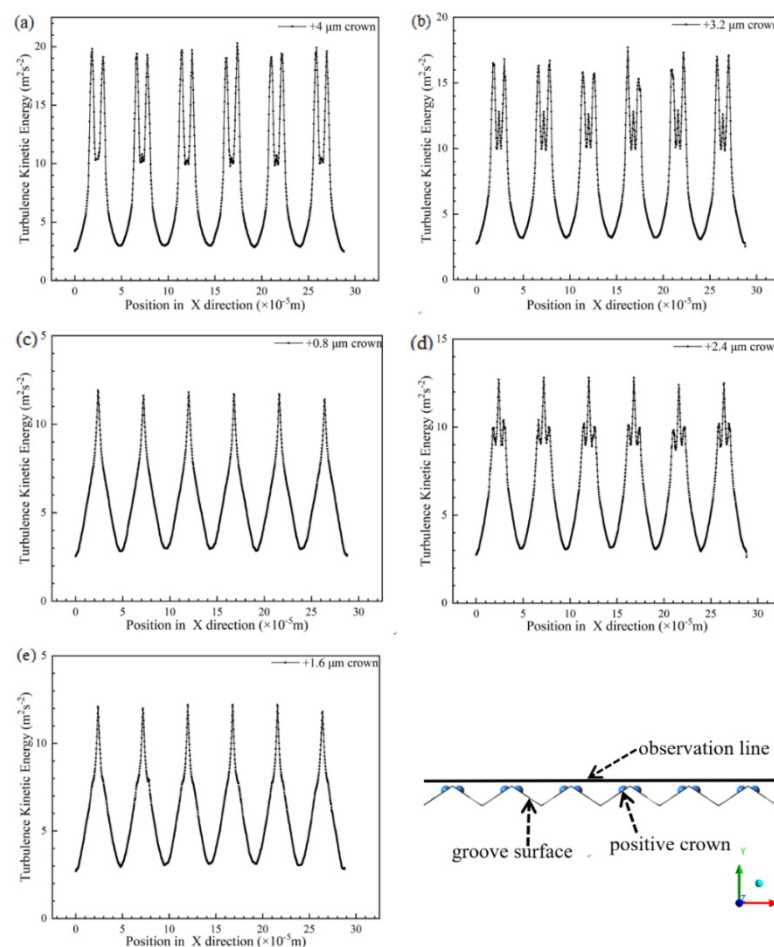 (a)
+4 μm crown
20
15
10
5
0
0 5 10 15 20 25 30
Turbulence Kinetic Energy (m²s⁻²)
Position in X direction (×10⁻⁵m)
(b)
+3.2 μm crown
20
15
10
5
0
0 5 10 15 20 25 30
Turbulence Kinetic Energy (m²s⁻²)
Position in X direction (×10⁻⁵m)
(c)
+0.8 μm crown
5
10
5
0
0 5 10 15 20 25 30
Turbulence Kinetic Energy (m²s⁻²)
Position in X direction (×10⁻⁵m)
(d)
+2.4 μm crown
15
10
5
0
0 5 10 15 20 25 30
Turbulence Kinetic Energy (m²s⁻²)
Position in X direction (×10⁻⁵m)
(e)
+1.6 μm crown
5
10
5
0
0 5 10 15 20 25 30
Turbulence Kinetic Energy (m²s⁻²)
Position in X direction (×10⁻⁵m)
observation line
groove surface
positive crown
Y
Z